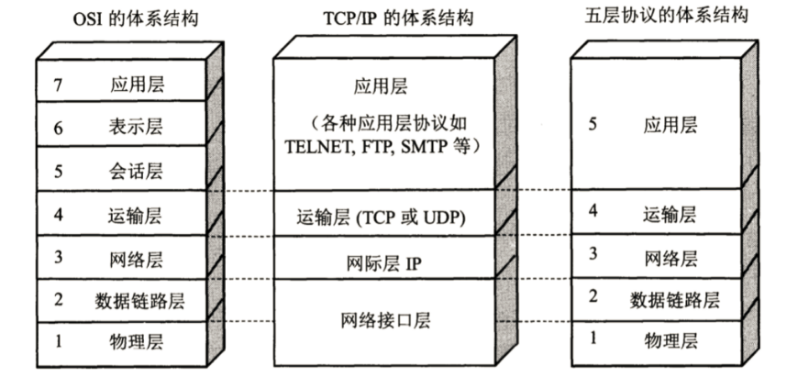 OSI 的体系结构
7 应用层
6 表示层
5 会话层
4 运输层
3 网络层
2 数据链路层
1 物理层
TCP/IP 的体系结构
应用层
（各种应用层协议如
TELNET, FTP, SMTP 等）
运输层 (TCP 或 UDP)
网际层 IP
网络接口层
五层协议的体系结构
5 应用层
4 运输层
3 网络层
2 数据链路层
1 物理层